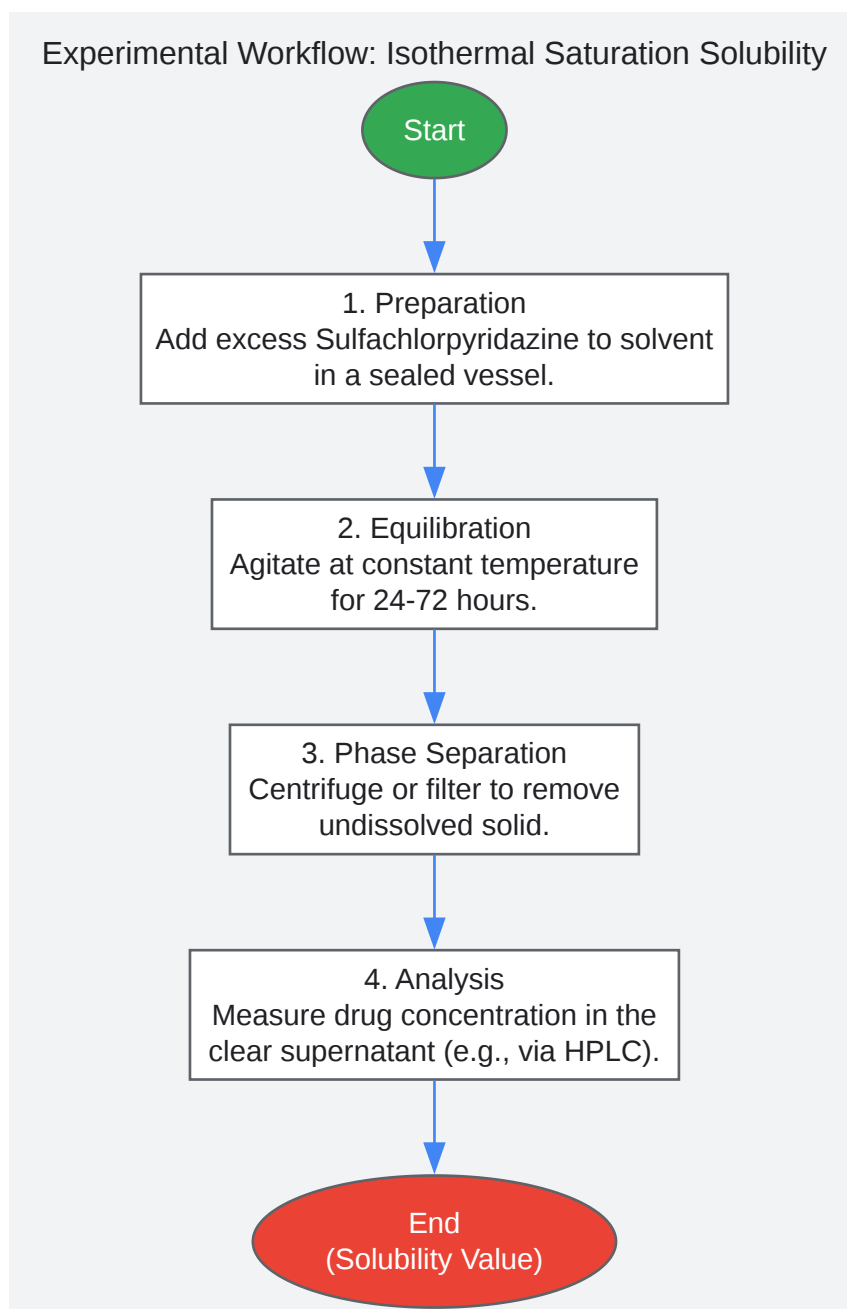 Experimental Workflow: Isothermal Saturation Solubility
Start
1. Preparation
Add excess Sulfachlorpyridazine to solvent
in a sealed vessel.
2. Equilibration
Agitate at constant temperature
for 24-72 hours.
3. Phase Separation
Centrifuge or filter to remove
undissolved solid.
4. Analysis
Measure drug concentration in the
clear supernatant (e.g., via HPLC).
End
(Solubility Value)